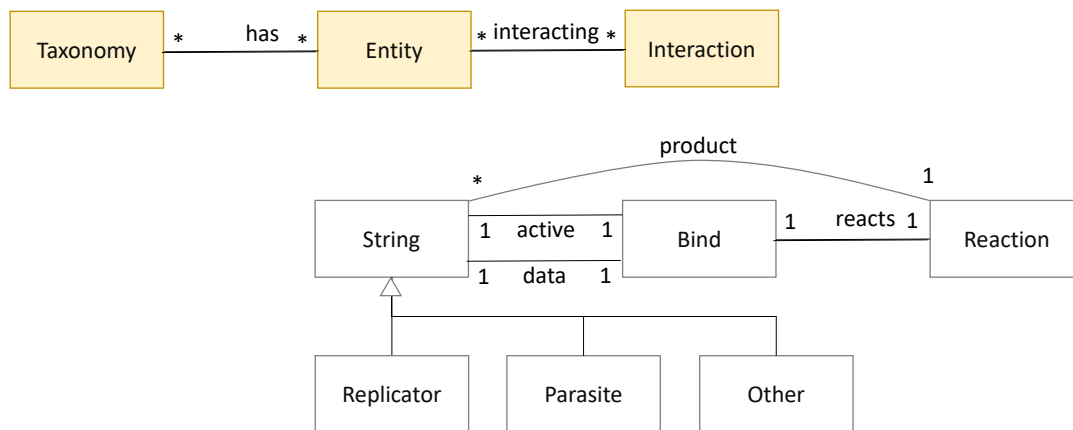 Taxonomy * has * Entity * interacting * Interaction
product
* 1
String 1 active 1 Bind 1 reacts 1 Reaction
1 data 1
Replicator Parasite Other